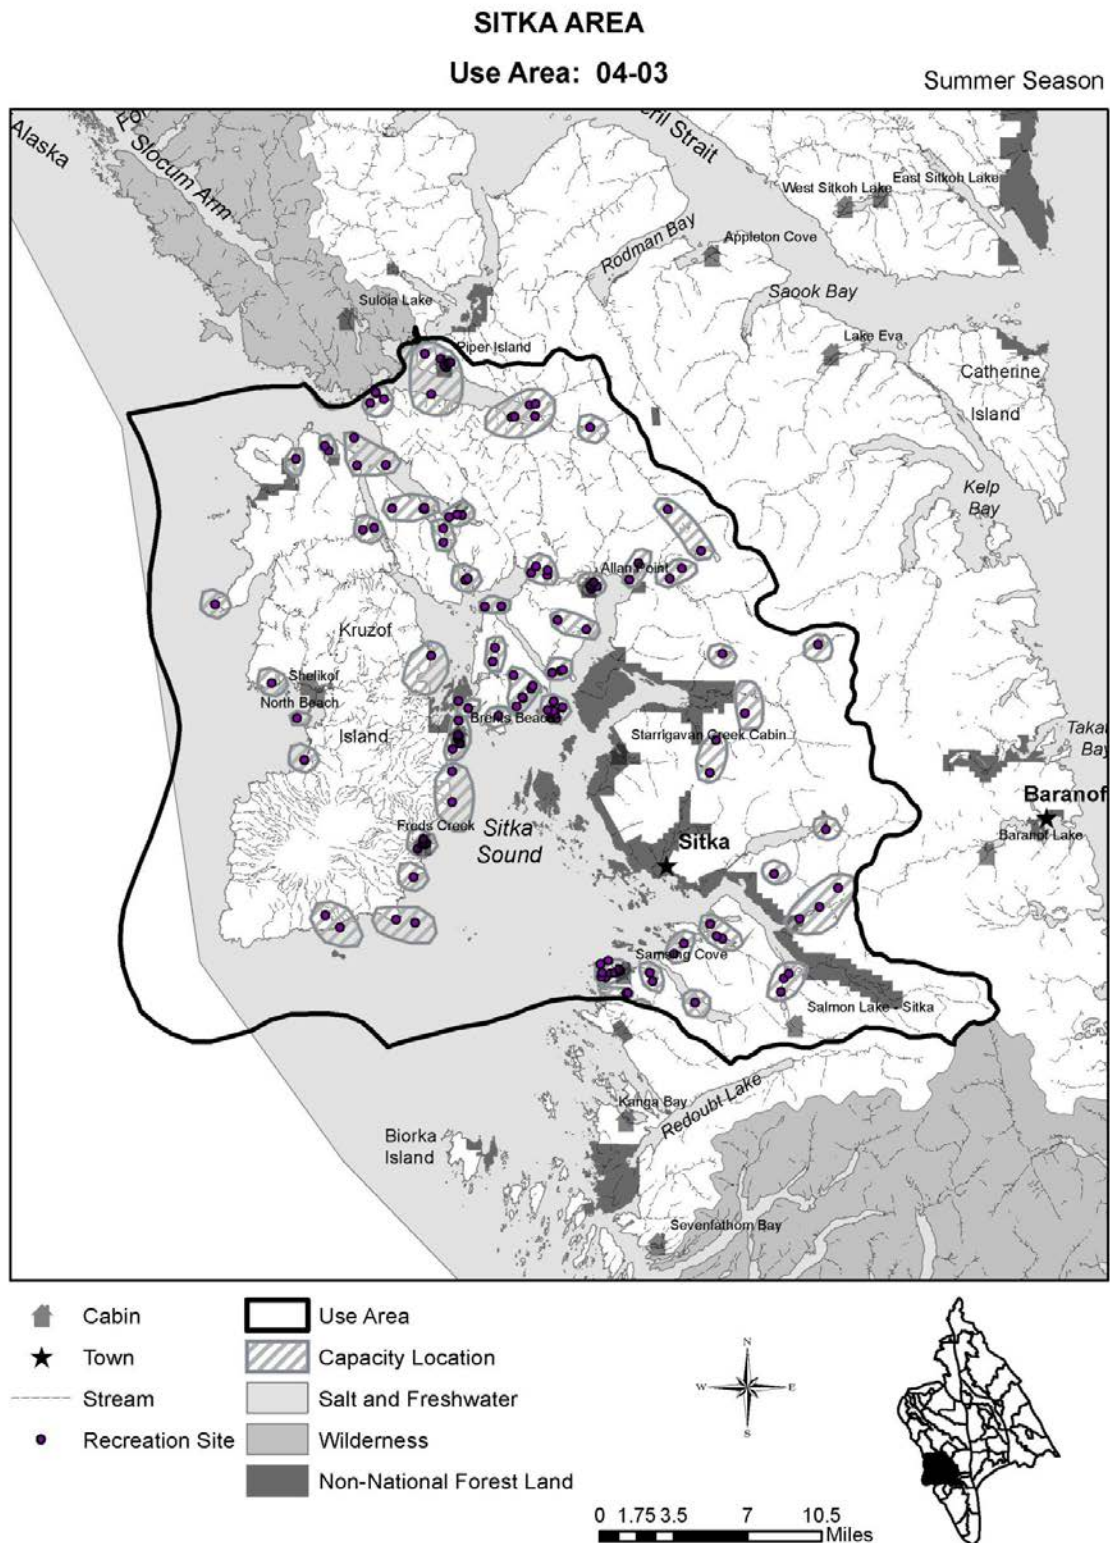 SITKA AREA
Use Area: 04-03
Summer Season
Alaska
Slocum Arm
Strait
West Sitkoh Lake
East Sitkoh Lake
Rodman Bay
Appleton Cove
Saook Bay
Suloia Lake
Lake Eva
Piper Island
Catherine
Island
Kelp
Bay
Allan Point
Kruzof
Shelikof
North Beach
Island
Brents Beach
Starrigavan Creek Cabin
Bay
Baranof
Baranof Lake
Freds Creek
Sitka
Sound
Sitka
Samsing Cove
Salmon Lake - Sitka
Kanga Bay
Redoubt Lake
Biorka
Island
Sevenfathom Bay
Cabin
Town
Stream
Recreation Site
Use Area
Capacity Location
Salt and Freshwater
Wilderness
Non-National Forest Land
N
W
E
S
0 1.75 3.5 7 10.5
Miles